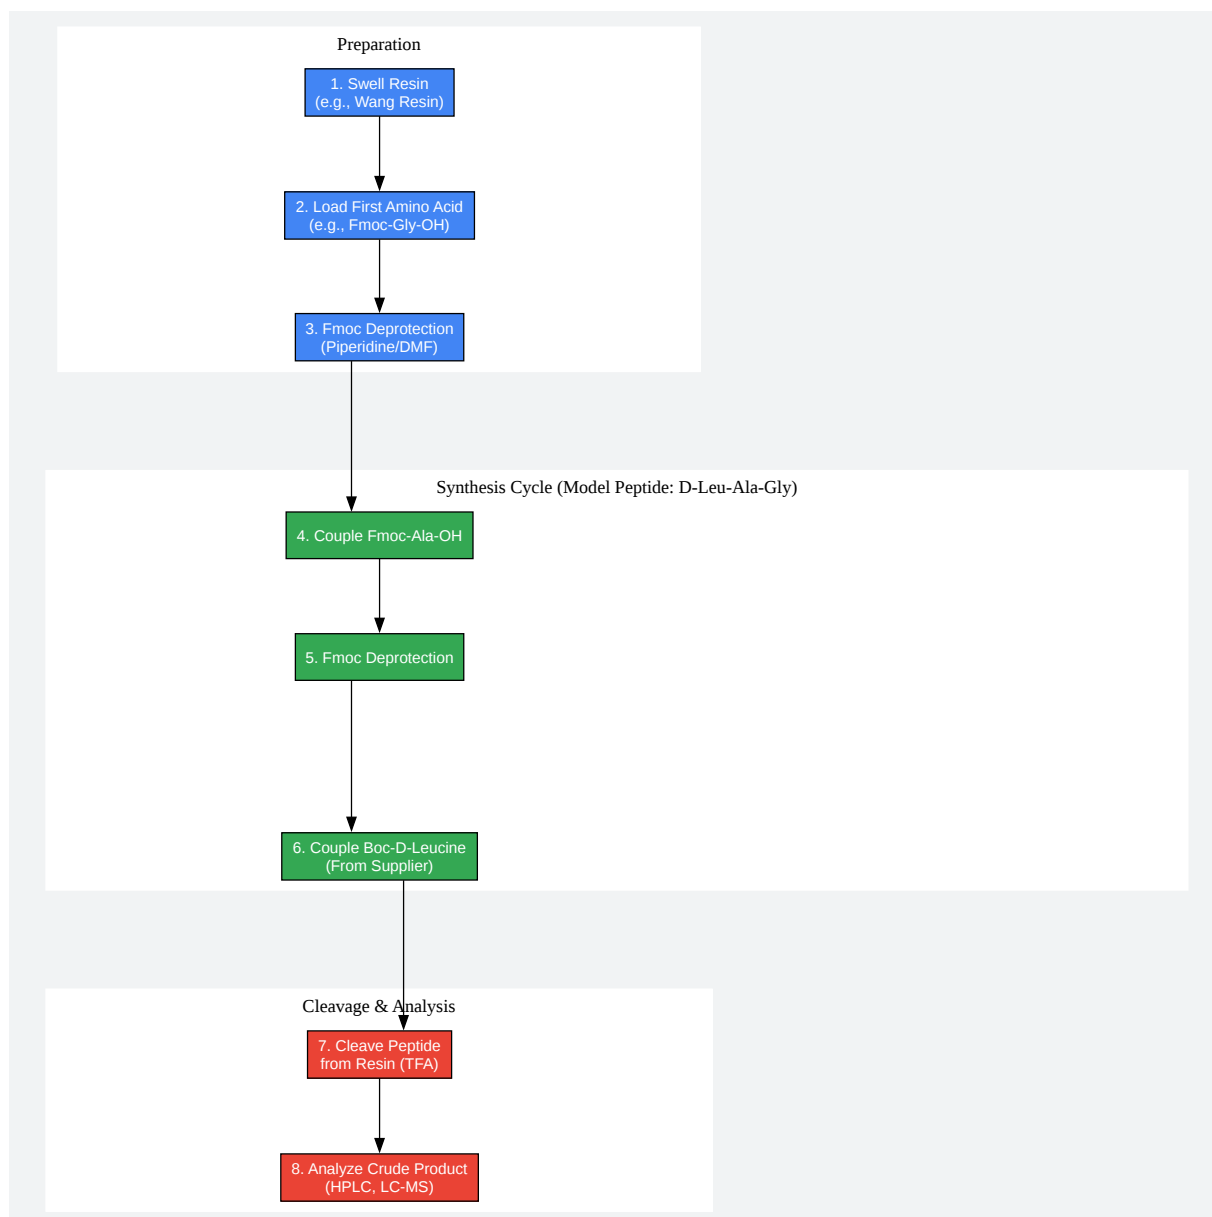 Preparation
1. Swell Resin
(e.g., Wang Resin)
2. Load First Amino Acid
(e.g., Fmoc-Gly-OH)
3. Fmoc Deprotection
(Piperidine/DMF)
Synthesis Cycle (Model Peptide: D-Leu-Ala-Gly)
4. Couple Fmoc-Ala-OH
5. Fmoc Deprotection
6. Couple Boc-D-Leucine
(From Supplier)
Cleavage & Analysis
7. Cleave Peptide
from Resin (TFA)
8. Analyze Crude Product
(HPLC, LC-MS)